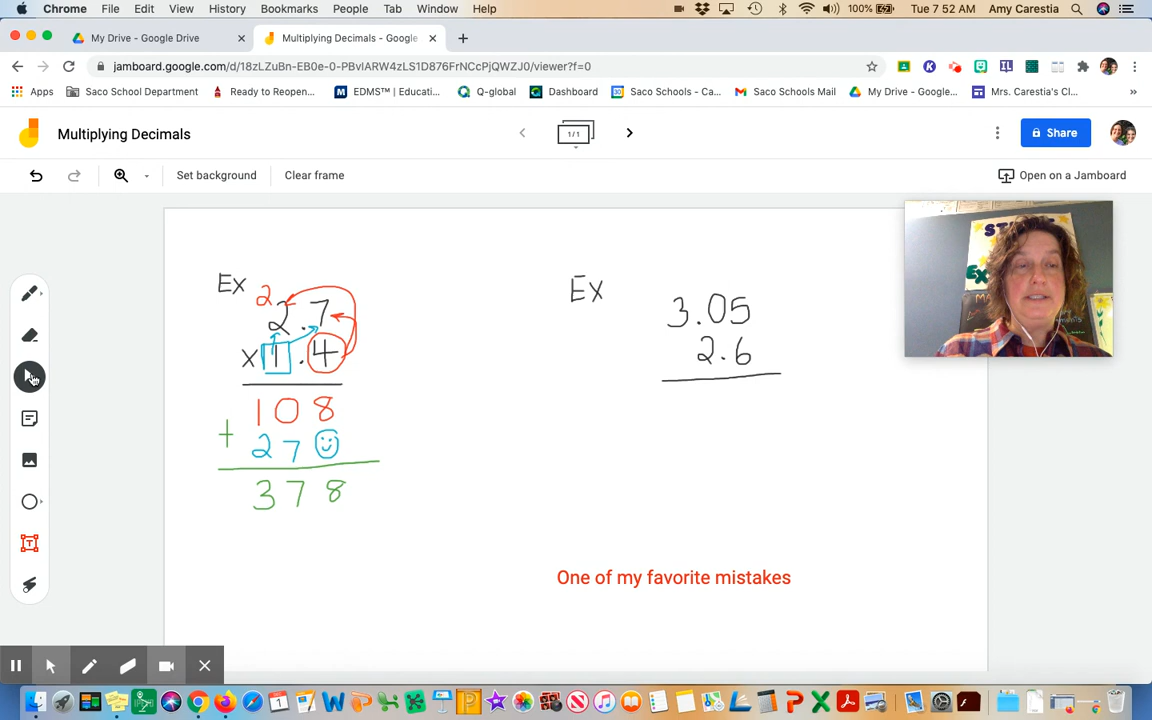 Chrome File Edit View History Bookmarks People Tab Window Help 100% Tue 7 52 AM Amy Carestia
My Drive - Google Drive × Multiplying Decimals - Google × +
jamboard.google.com/d/18zLZuBn-EB0e-0-PBvlARW4zLS1D876FrNCcPjQWZJ0/viewer?f=0
Apps Saco School Department Ready to Reopen... EDMS™ | Educati... Q-global Dashboard Saco Schools - Ca... Saco Schools Mail My Drive - Google... Mrs. Carestia's Cl... »
Multiplying Decimals 1/1 Share
Set background Clear frame Open on a Jamboard
Ex
2
2.7
x1.4
108
+ 27
378
EX
3.05
2.6
One of my favorite mistakes